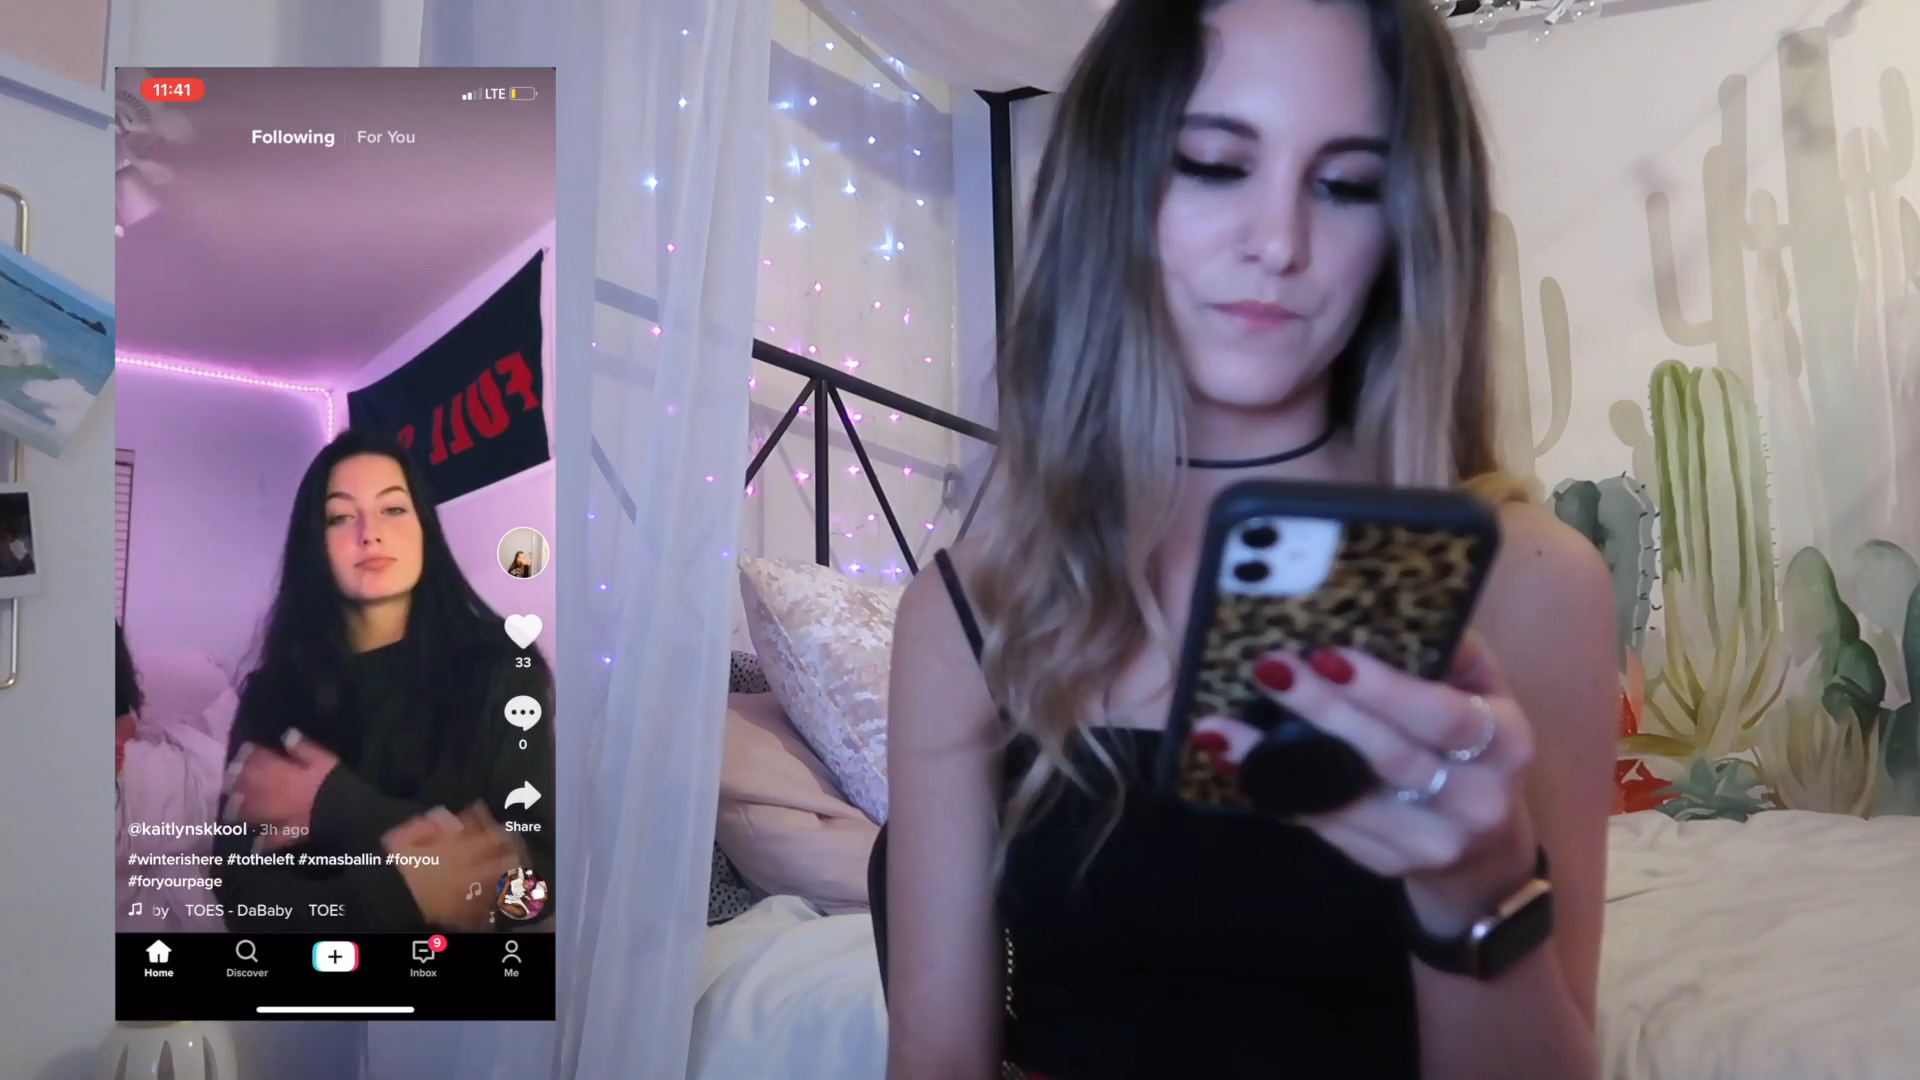 11:41
LTE
Following
For You
FULL
33
0
Share
@kaitlynskkool · 3h ago
#winterishere #totheleft #xmasballin #foryou
#foryourpage
by TOES - DaBaby TOES
Home
Discover
9
Inbox
Me